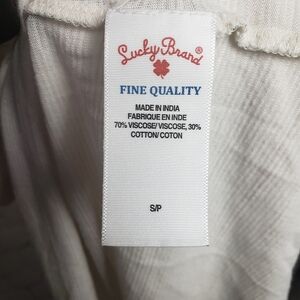 Lucky Brand®
FINE QUALITY
MADE IN INDIA
FABRIQUE EN INDE
70% VISCOSE/ VISCOSE, 30%
COTTON/ COTON
S/P